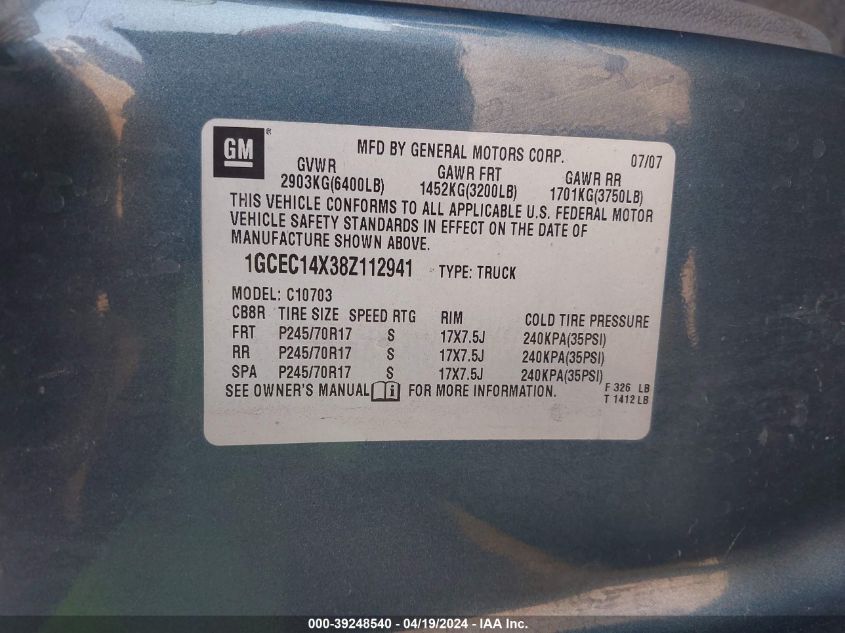 GM ® MFD BY GENERAL MOTORS CORP. 07/07
GVWR GAWR FRT GAWR RR
2903KG(6400LB) 1452KG(3200LB) 1701KG(3750LB)
THIS VEHICLE CONFORMS TO ALL APPLICABLE U.S. FEDERAL MOTOR
VEHICLE SAFETY STANDARDS IN EFFECT ON THE DATE OF
MANUFACTURE SHOWN ABOVE.
1GCEC14X38Z112941 TYPE: TRUCK
MODEL: C10703
CB8R TIRE SIZE SPEED RTG RIM COLD TIRE PRESSURE
FRT P245/70R17 S 17X7.5J 240KPA(35PSI)
RR P245/70R17 S 17X7.5J 240KPA(35PSI)
SPA P245/70R17 S 17X7.5J 240KPA(35PSI)
SEE OWNER'S MANUAL i FOR MORE INFORMATION. F 326 LB
T 1412 LB
000-39248540 - 04/19/2024 - IAA Inc.